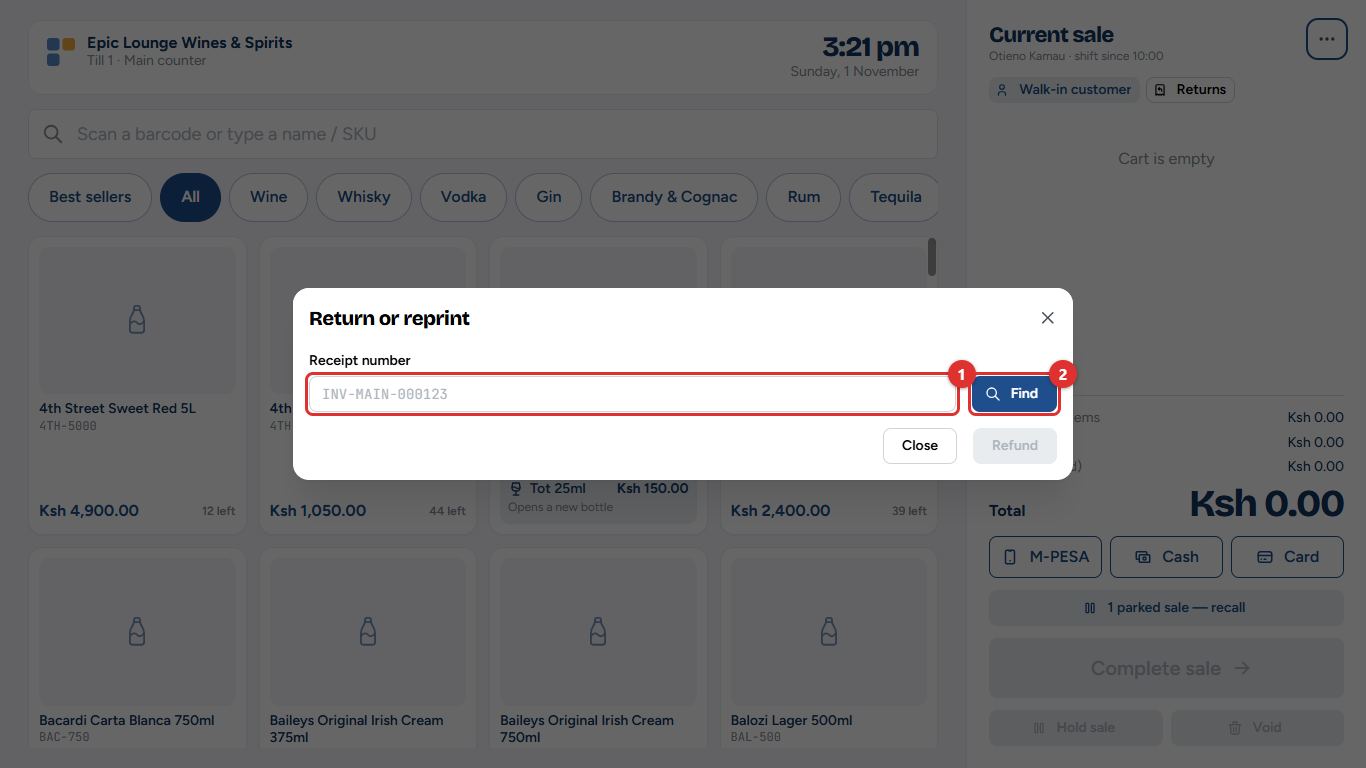 Epic Lounge Wines & Spirits
Till 1 · Main counter
3:21 pm
Sunday, 1 November
Scan a barcode or type a name / SKU
Best sellers
All
Wine
Whisky
Vodka
Gin
Brandy & Cognac
Rum
Tequila
Current sale
Otieno Kamau · shift since 10:00
Walk-in customer
Returns
Cart is empty
Return or reprint
Receipt number
INV-MAIN-000123
1
Find
2
Close
Refund
4th Street Sweet Red 5L
4TH-5000
Ksh 4,900.00
12 left
4th
4TH
Ksh 1,050.00
44 left
Tot 25ml
Ksh 150.00
Opens a new bottle
Ksh 2,400.00
39 left
Bacardi Carta Blanca 750ml
BAC-750
Baileys Original Irish Cream
375ml
Baileys Original Irish Cream
750ml
Balozi Lager 500ml
BAL-500
Ksh 0.00
Ksh 0.00
Ksh 0.00
Total
Ksh 0.00
M-PESA
Cash
Card
1 parked sale — recall
Complete sale
Hold sale
Void